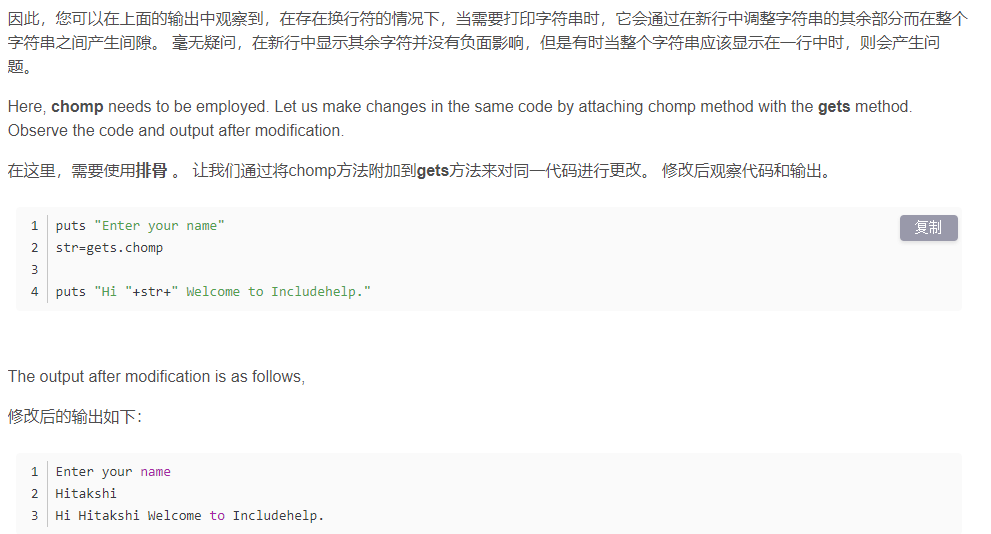 因此，您可以在上面的输出中观察到，在存在换行符的情况下，当需要打印字符串时，它会通过在新行中调整字符串的其余部分而在整个
字符串之间产生间隙。 毫无疑问，在新行中显示其余字符并没有负面影响，但是有时当整个字符串应该显示在一行中时，则会产生问
题。
Here, chomp needs to be employed. Let us make changes in the same code by attaching chomp method with the gets method.
Observe the code and output after modification.
在这里，需要使用排骨 。 让我们通过将chomp方法附加到gets方法来对同一代码进行更改。 修改后观察代码和输出。
复制
1 puts "Enter your name"
2 str=gets.chomp
3
4 puts "Hi "+str+" Welcome to Includehelp."
The output after modification is as follows,
修改后的输出如下：
1 Enter your name
2 Hitakshi
3 Hi Hitakshi Welcome to Includehelp.